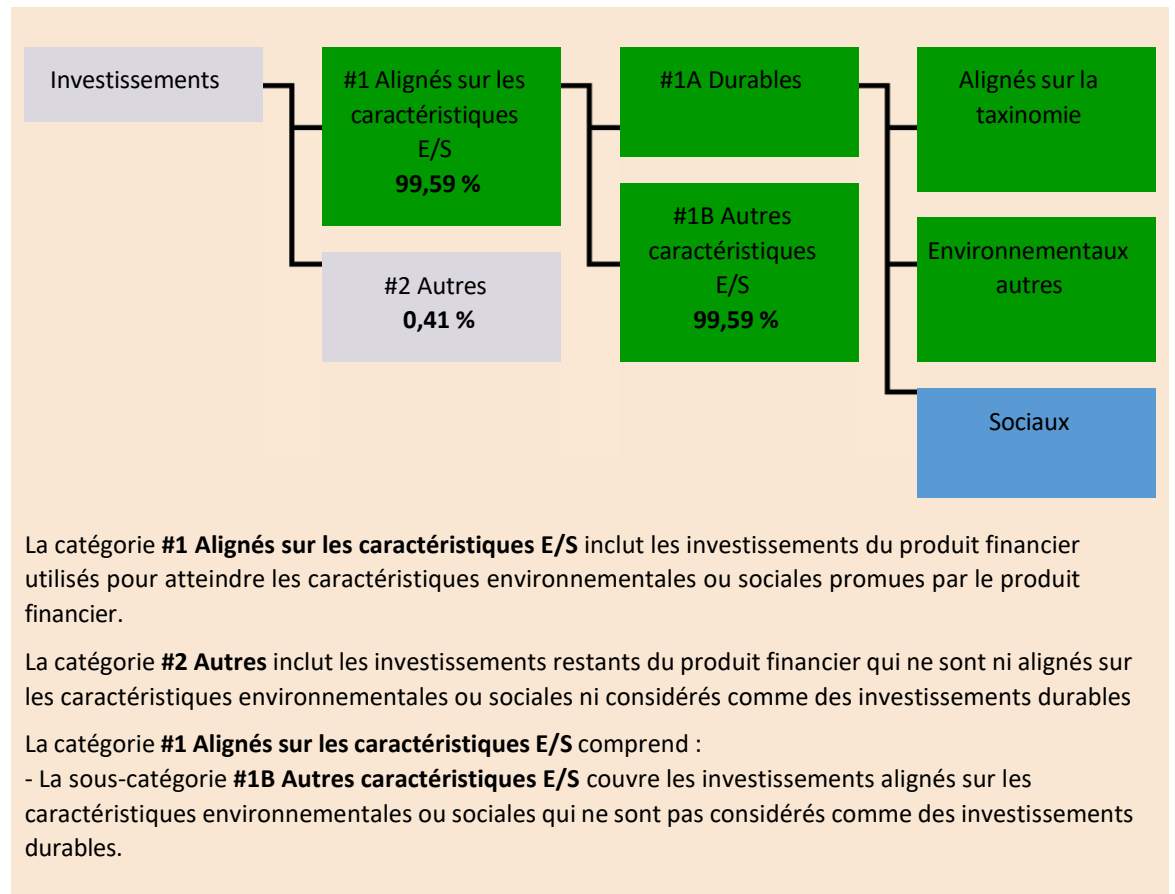 Investissements
#1 Alignés sur les
caractéristiques
E/S
99,59 %
#2 Autres
0,41 %
#1A Durables
#1B Autres
caractéristiques
E/S
99,59 %
Alignés sur la
taxinomie
Environnementaux
autres
Sociaux
La catégorie #1 Alignés sur les caractéristiques E/S inclut les investissements du produit financier
utilisés pour atteindre les caractéristiques environnementales ou sociales promues par le produit
financier.
La catégorie #2 Autres inclut les investissements restants du produit financier qui ne sont ni alignés sur
les caractéristiques environnementales ou sociales ni considérés comme des investissements durables
La catégorie #1 Alignés sur les caractéristiques E/S comprend :
- La sous-catégorie #1B Autres caractéristiques E/S couvre les investissements alignés sur les
caractéristiques environnementales ou sociales qui ne sont pas considérés comme des investissements
durables.